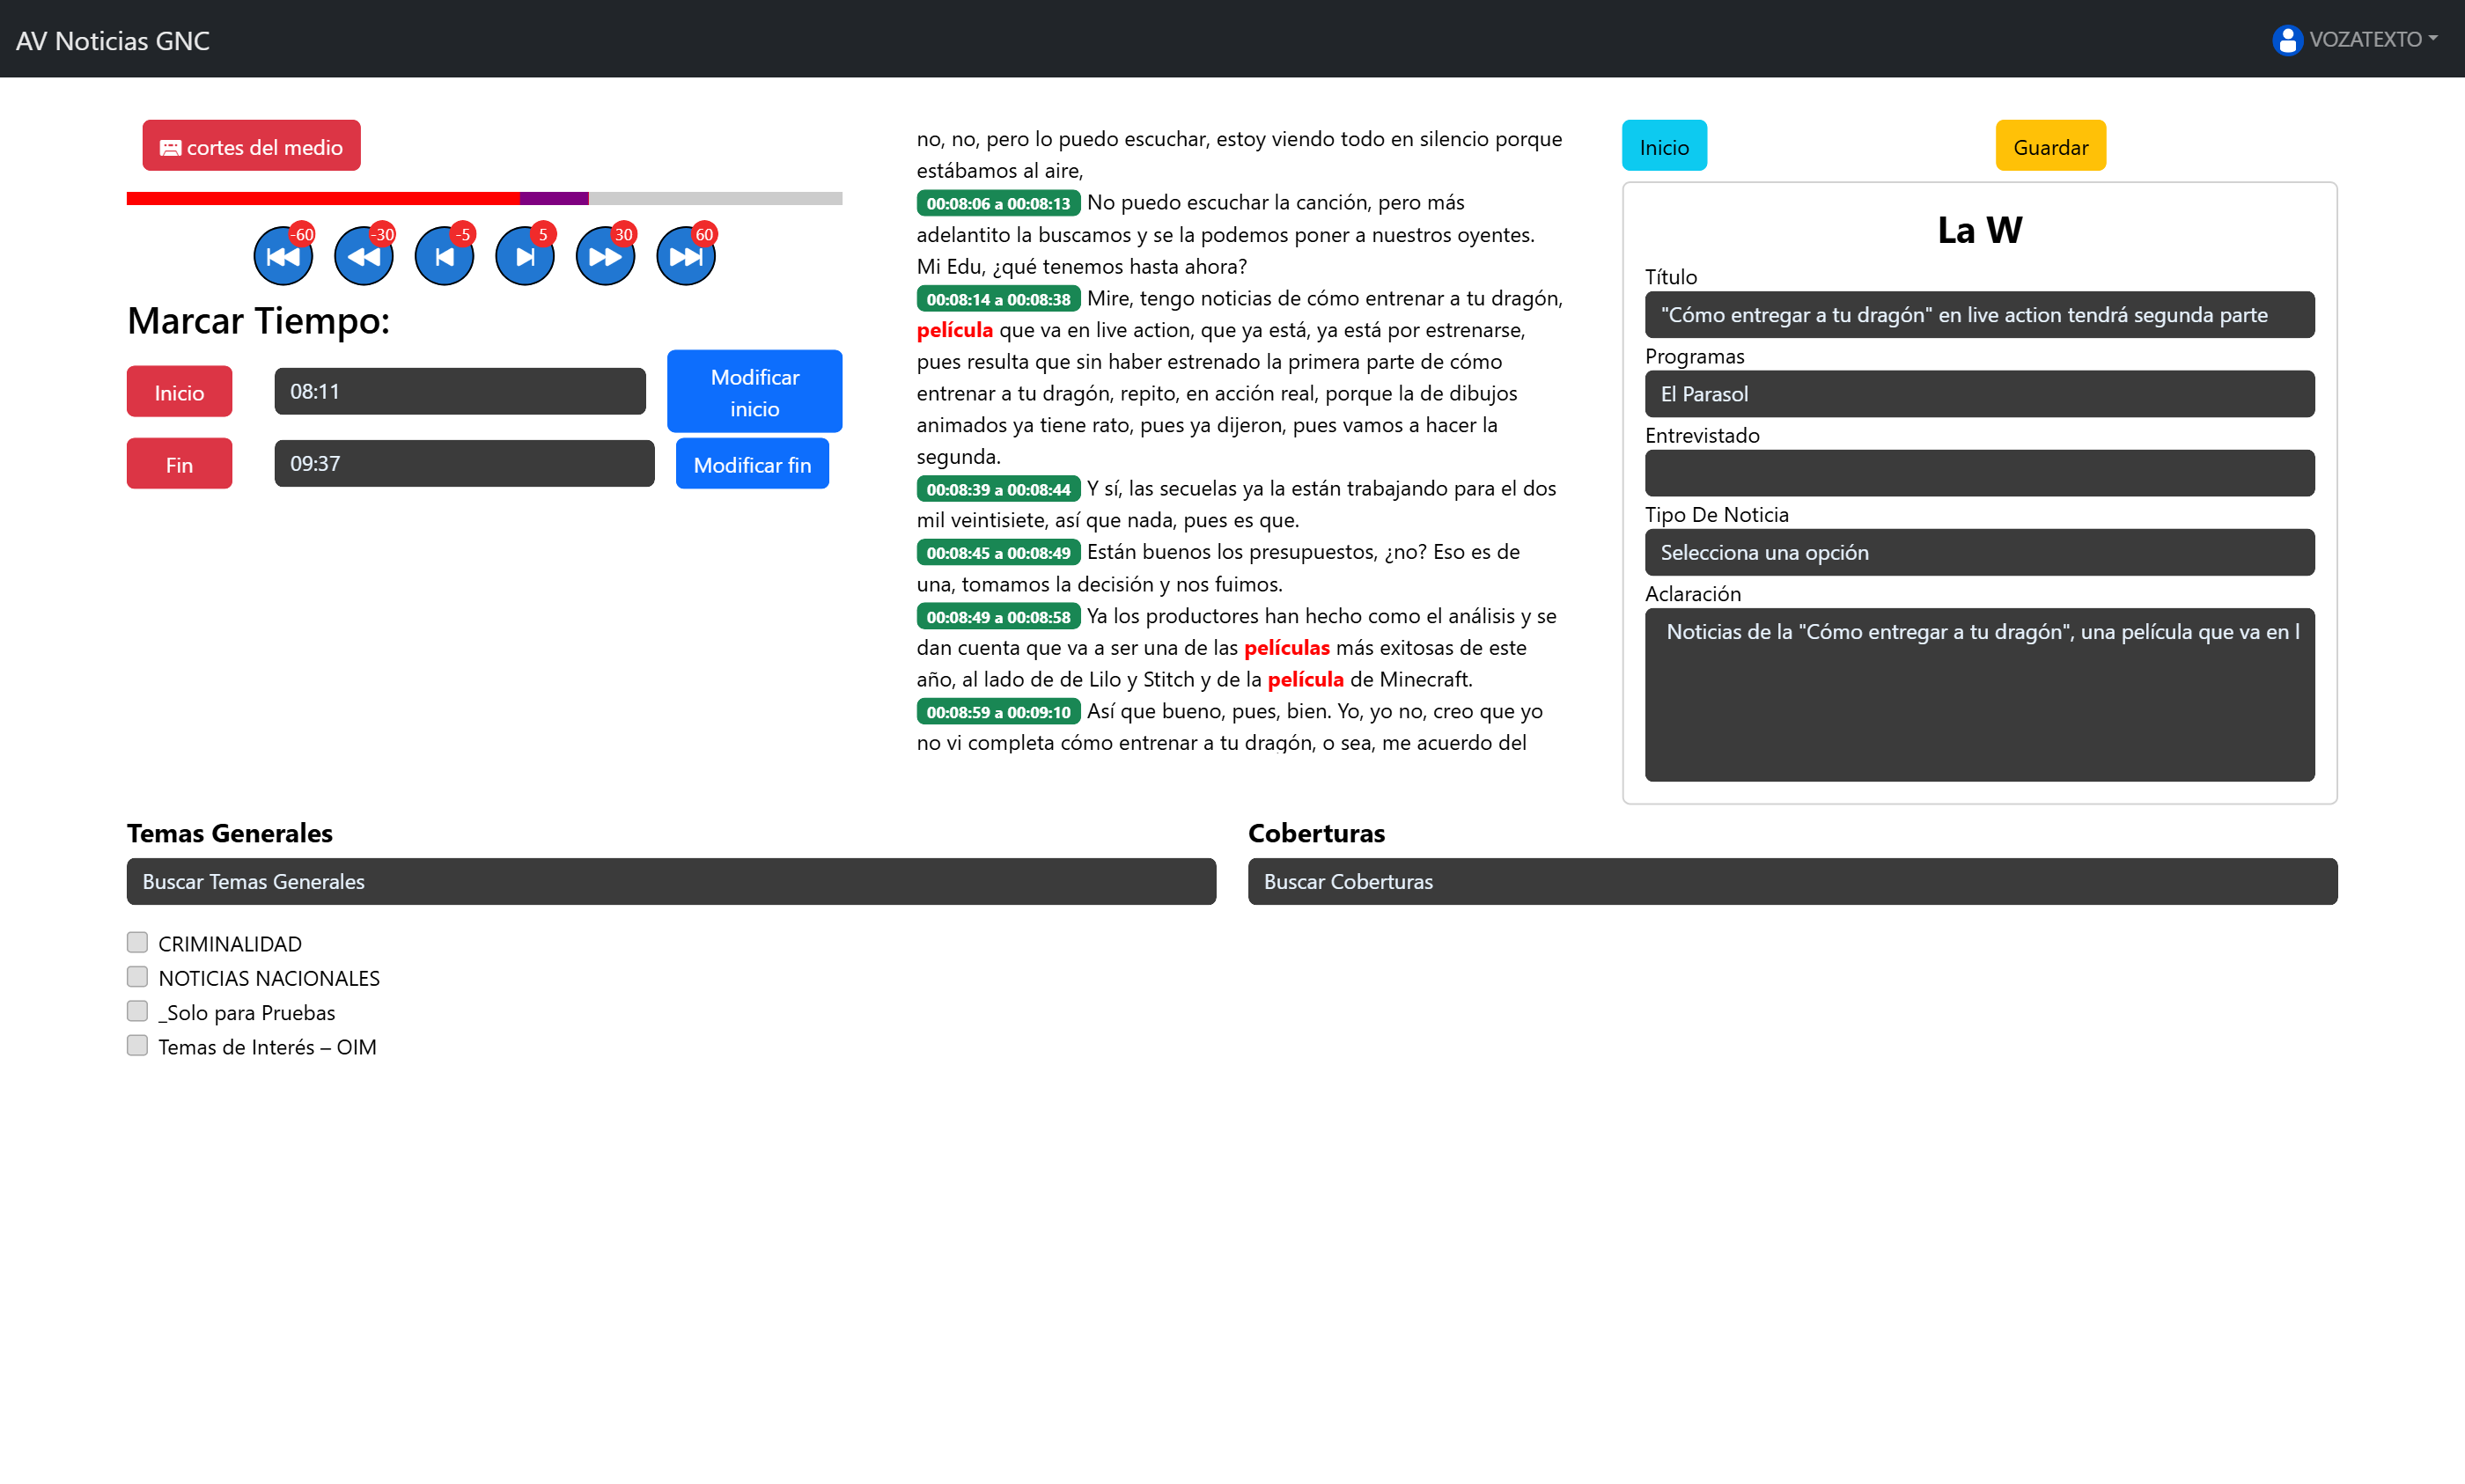 AV Noticias GNC
VOZATEXTO
cortes del medio
-60
-30
-5
5
30
60
Marcar Tiempo:
Inicio
08:11
Modificar
inicio
Fin
09:37
Modificar fin
no, no, pero lo puedo escuchar, estoy viendo todo en silencio porque
estábamos al aire,
00:08:06 a 00:08:13 No puedo escuchar la canción, pero más
adelantito la buscamos y se la podemos poner a nuestros oyentes.
Mi Edu, ¿qué tenemos hasta ahora?
00:08:14 a 00:08:38 Mire, tengo noticias de cómo entrenar a tu dragón,
película que va en live action, que ya está, ya está por estrenarse,
pues resulta que sin haber estrenado la primera parte de cómo
entrenar a tu dragón, repito, en acción real, porque la de dibujos
animados ya tiene rato, pues ya dijeron, pues vamos a hacer la
segunda.
00:08:39 a 00:08:44 Y sí, las secuelas ya la están trabajando para el dos
mil veintisiete, así que nada, pues es que.
00:08:45 a 00:08:49 Están buenos los presupuestos, ¿no? Eso es de
una, tomamos la decisión y nos fuimos.
00:08:49 a 00:08:58 Ya los productores han hecho como el análisis y se
dan cuenta que va a ser una de las películas más exitosas de este
año, al lado de de Lilo y Stitch y de la película de Minecraft.
00:08:59 a 00:09:10 Así que bueno, pues, bien. Yo, yo no, creo que yo
no vi completa cómo entrenar a tu dragón, o sea, me acuerdo del
Inicio
Guardar
La W
Título
"Cómo entregar a tu dragón" en live action tendrá segunda parte
Programas
El Parasol
Entrevistado
Tipo De Noticia
Selecciona una opción
Aclaración
Noticias de la "Cómo entregar a tu dragón", una película que va en l
Temas Generales
Buscar Temas Generales
CRIMINALIDAD
NOTICIAS NACIONALES
_Solo para Pruebas
Temas de Interés – OIM
Coberturas
Buscar Coberturas